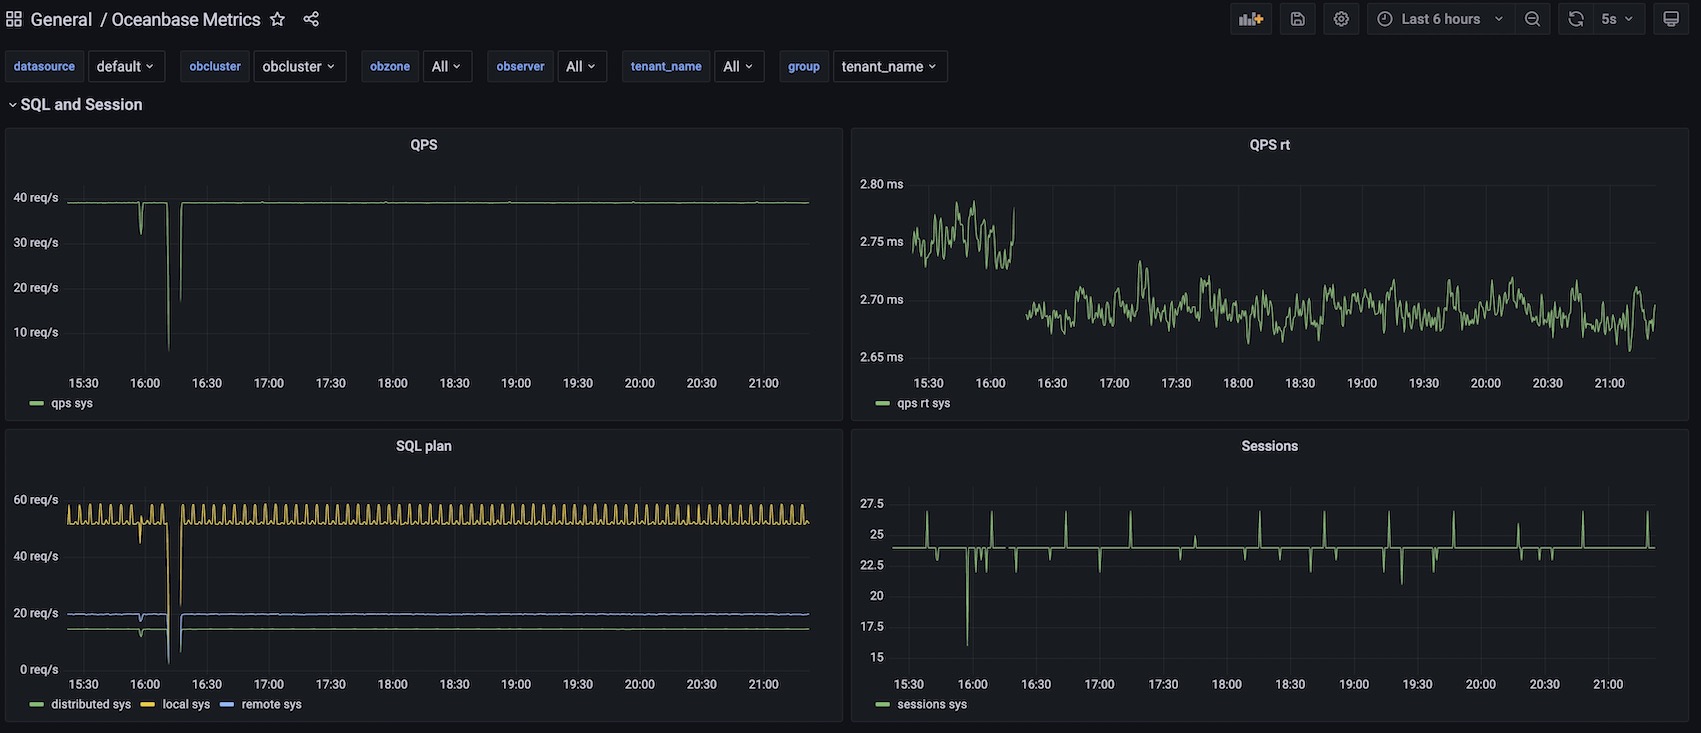 General / Oceanbase Metrics
Last 6 hours
5s
datasource default obcluster obcluster obzone All observer All tenant_name All group tenant_name
SQL and Session
QPS
40 req/s
30 req/s
20 req/s
10 req/s
15:30 16:00 16:30 17:00 17:30 18:00 18:30 19:00 19:30 20:00 20:30 21:00
qps sys
QPS rt
2.80 ms
2.75 ms
2.70 ms
2.65 ms
15:30 16:00 16:30 17:00 17:30 18:00 18:30 19:00 19:30 20:00 20:30 21:00
qps rt sys
SQL plan
60 req/s
40 req/s
20 req/s
0 req/s
15:30 16:00 16:30 17:00 17:30 18:00 18:30 19:00 19:30 20:00 20:30 21:00
distributed sys local sys remote sys
Sessions
27.5
25
22.5
20
17.5
15
15:30 16:00 16:30 17:00 17:30 18:00 18:30 19:00 19:30 20:00 20:30 21:00
sessions sys